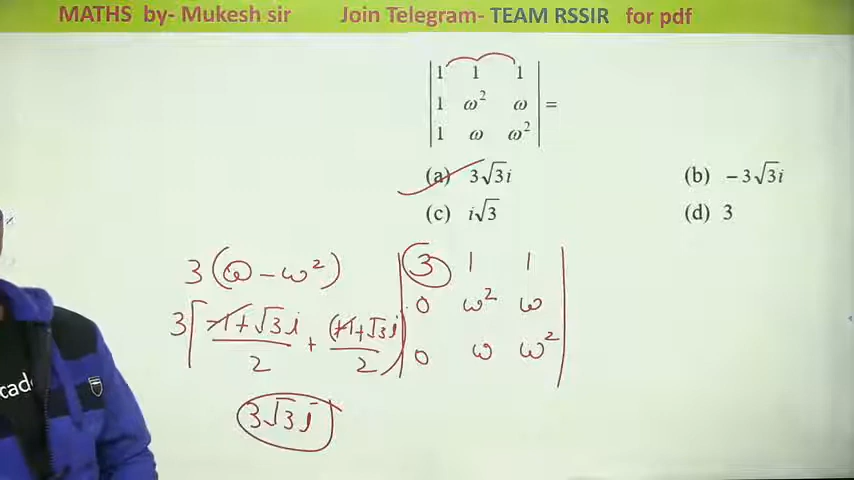 MATHS by- Mukesh sir Join Telegram- TEAM RSSIR for pdf
| 1 1 1 |
| 1 ω² ω | =
| 1 ω ω² |
(a) 3√3i (b) −3√3i
(c) i√3 (d) 3
3(ω − ω²) | 3 1 1 |
3[ (−1+√3i)/2 + (+1+√3i)/2 ] | 0 ω² ω |
| 0 ω ω² |
3√3i
cade